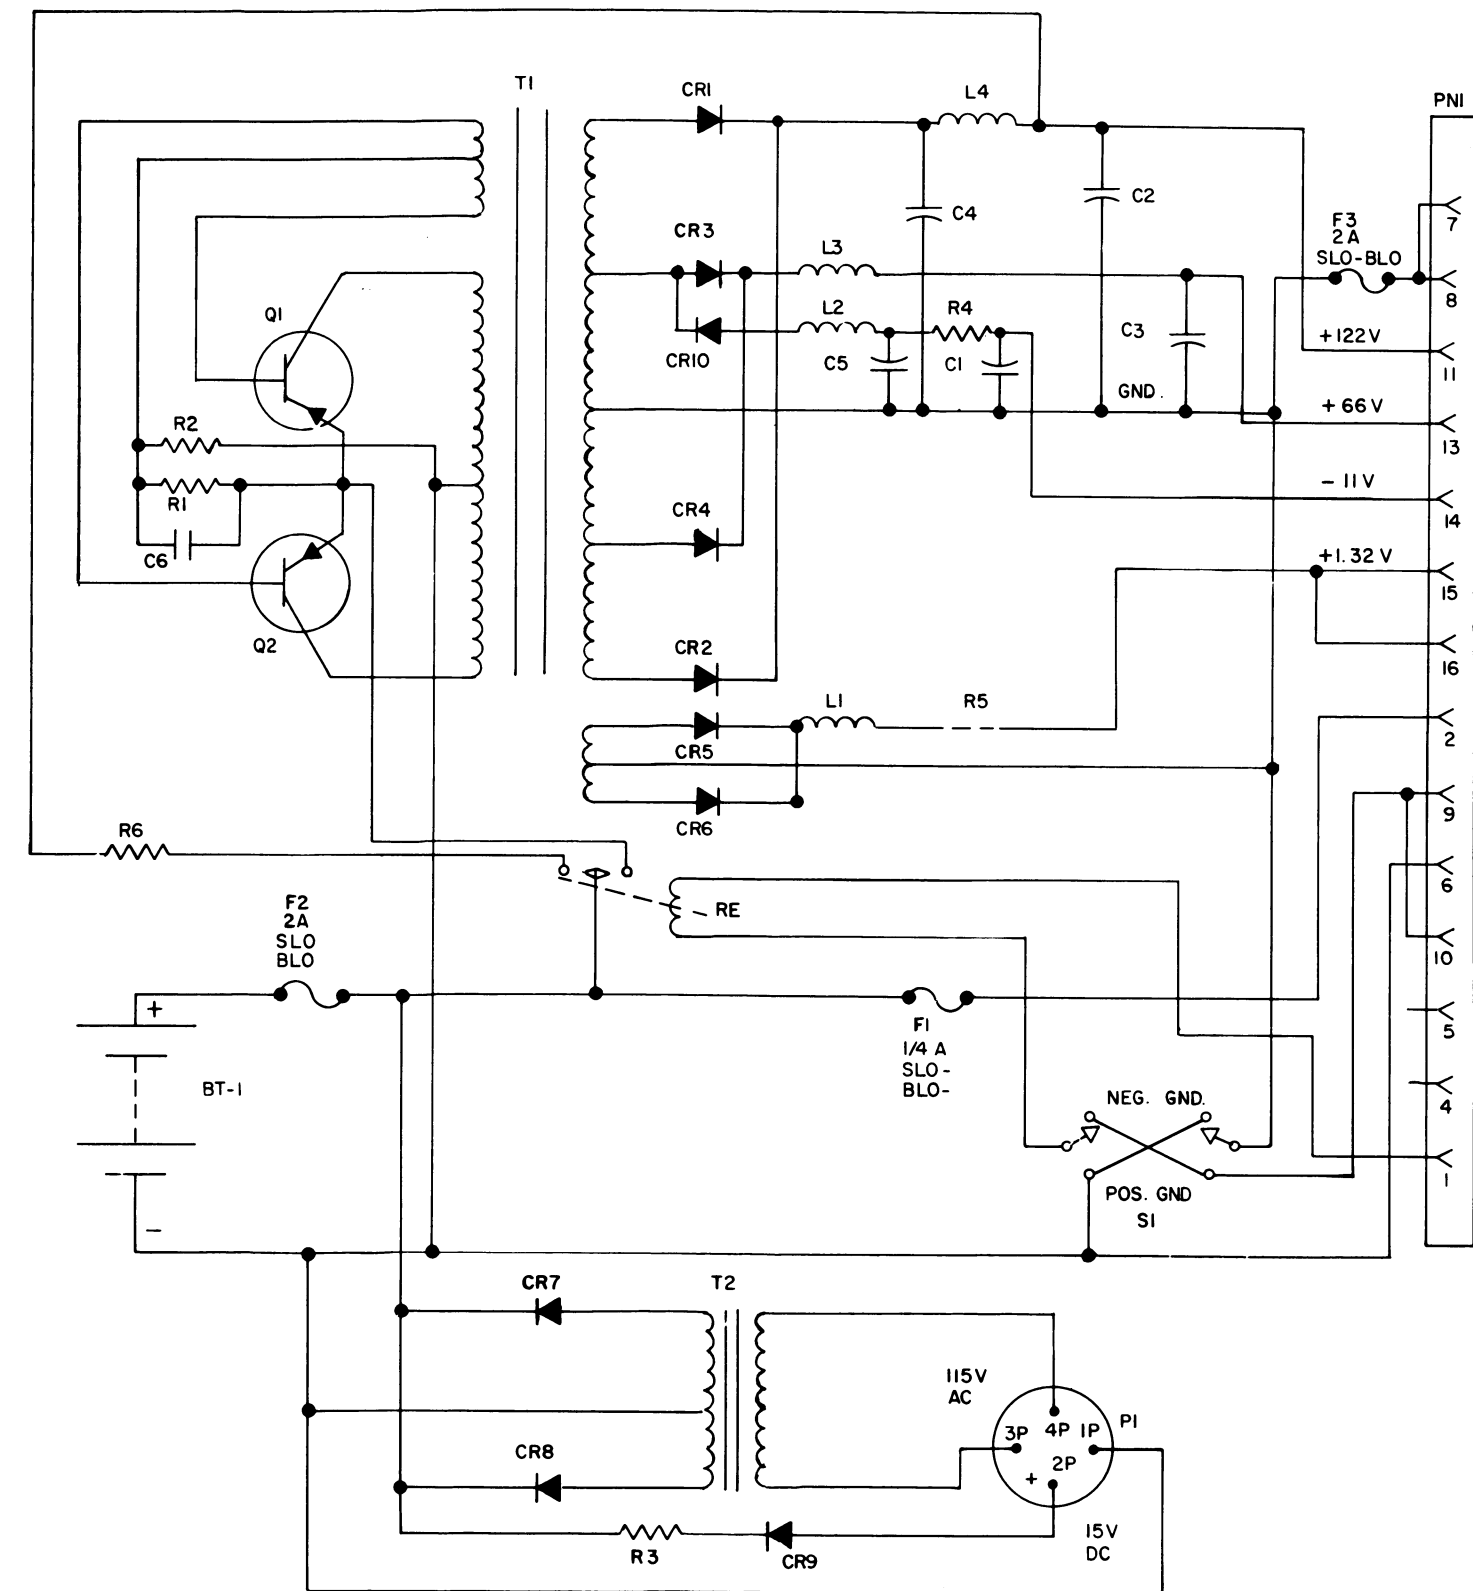 T1
CR1
L4
PN1
C4
C2
F3
2A
SLO-BLO
7
CR3
L3
8
Q1
L2
R4
C3
CR10
C5
C1
+122V
11
GND.
+66V
13
R2
R1
C6
CR4
-11V
14
+1.32V
15
Q2
CR2
16
L1
R5
CR5
2
CR6
9
R6
6
RE
F2
2A
SLO
BLO
10
+
BT-1
F1
1/4 A
SLO-
BLO-
5
NEG. GND.
4
POS. GND
S1
1
−
CR7
T2
115V
AC
3P
4P
1P
P1
CR8
2P
+
R3
CR9
15V
DC